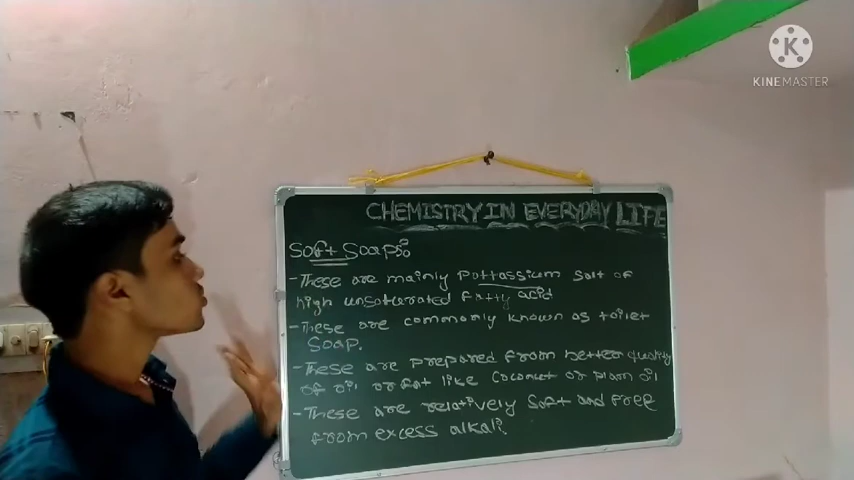 K
KINEMASTER
CHEMISTRY IN EVERYDAY LIFE
Soft Soaps:
- These are mainly Pottassium Salt of
high unsaturated Fatty acid
- These are commonly known as toilet
Soap.
- These are prepared from better quality
of oil or fat like Coconut or plam oil
- These are relatively Soft and Free
from excess alkali